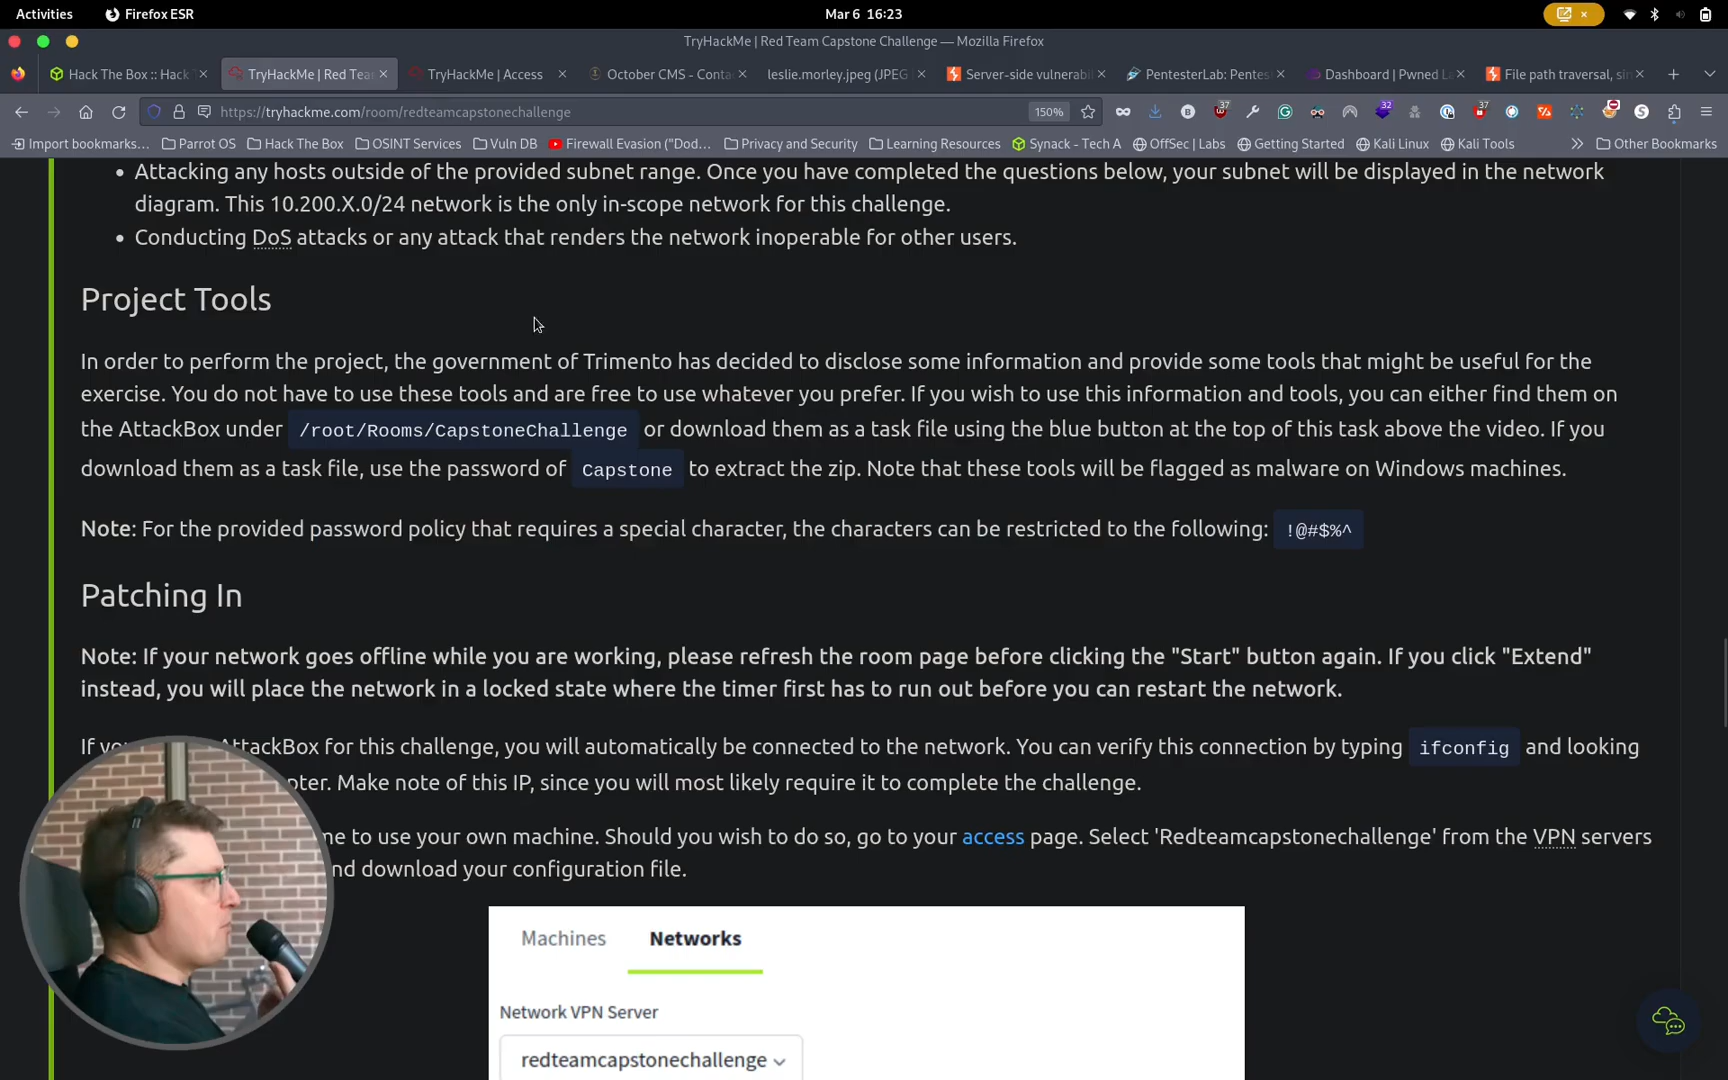 Activities
Firefox ESR
Mar 6 16:23
TryHackMe | Red Team Capstone Challenge — Mozilla Firefox
Hack The Box :: Hack
TryHackMe | Red Tea
TryHackMe | Access
October CMS - Conta
leslie.morley.jpeg (JPEG
Server-side vulnerabi
PentesterLab: Pentes
Dashboard | Pwned La
File path traversal, si
https://tryhackme.com/room/redteamcapstonechallenge
150%
37
32
37
Import bookmarks...
Parrot OS
Hack The Box
OSINT Services
Vuln DB
Firewall Evasion ("Dod...
Privacy and Security
Learning Resources
Synack - Tech A
OffSec | Labs
Getting Started
Kali Linux
Kali Tools
Other Bookmarks
• Attacking any hosts outside of the provided subnet range. Once you have completed the questions below, your subnet will be displayed in the network
diagram. This 10.200.X.0/24 network is the only in-scope network for this challenge.
• Conducting DoS attacks or any attack that renders the network inoperable for other users.
Project Tools
In order to perform the project, the government of Trimento has decided to disclose some information and provide some tools that might be useful for the
exercise. You do not have to use these tools and are free to use whatever you prefer. If you wish to use this information and tools, you can either find them on
the AttackBox under /root/Rooms/CapstoneChallenge or download them as a task file using the blue button at the top of this task above the video. If you
download them as a task file, use the password of Capstone to extract the zip. Note that these tools will be flagged as malware on Windows machines.
Note: For the provided password policy that requires a special character, the characters can be restricted to the following: !@#$%^
Patching In
Note: If your network goes offline while you are working, please refresh the room page before clicking the "Start" button again. If you click "Extend"
instead, you will place the network in a locked state where the timer first has to run out before you can restart the network.
If AttackBox for this challenge, you will automatically be connected to the network. You can verify this connection by typing ifconfig and looking
pter. Make note of this IP, since you will most likely require it to complete the challenge.
me to use your own machine. Should you wish to do so, go to your access page. Select 'Redteamcapstonechallenge' from the VPN servers
nd download your configuration file.
Machines
Networks
Network VPN Server
redteamcapstonechallenge